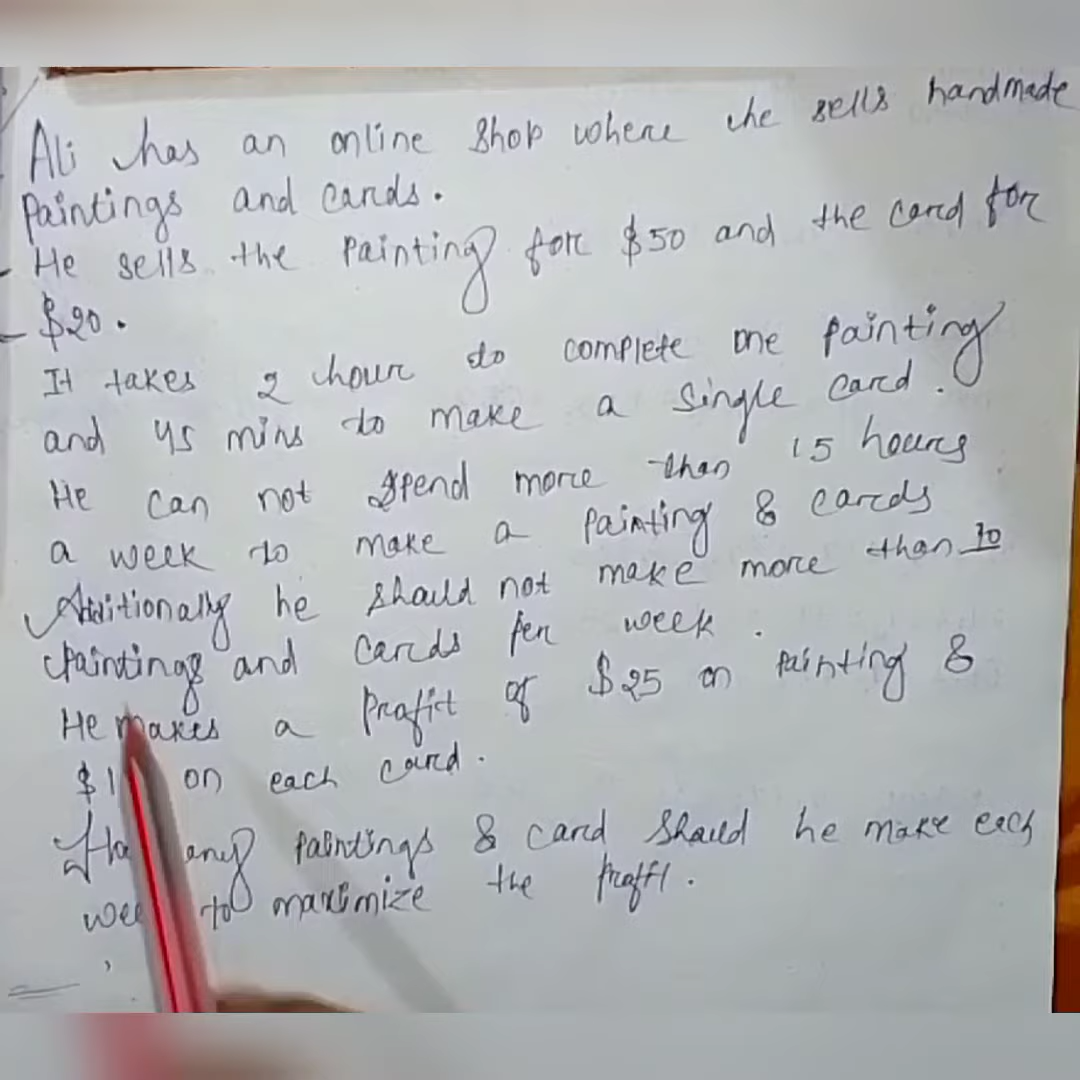 Ali has an online shop where he sells handmade
Paintings and cards.
He sells the Painting for $50 and the card for
$20.
It takes 2 hour to complete one painting
and 45 mins to make a single card.
He can not spend more than 15 hours
a week to make a painting & cards
Additionally he should not make more than 10
Paintings and cards per week.
He makes a Profit of $25 on painting &
on each card.
paintings & card should he make each
to maximize the profit.